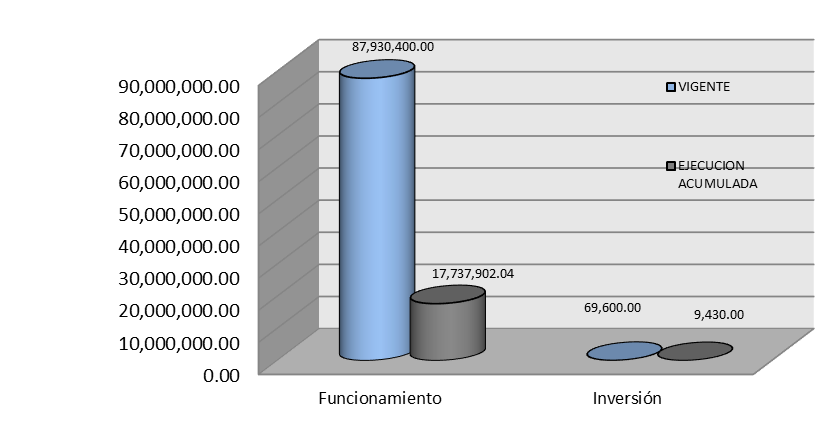 87,930,400.00
90,000,000.00
80,000,000.00
70,000,000.00
60,000,000.00
50,000,000.00
40,000,000.00
30,000,000.00
20,000,000.00
10,000,000.00
0.00
17,737,902.04
69,600.00
9,430.00
VIGENTE
EJECUCION
ACUMULADA
Funcionamiento
Inversión